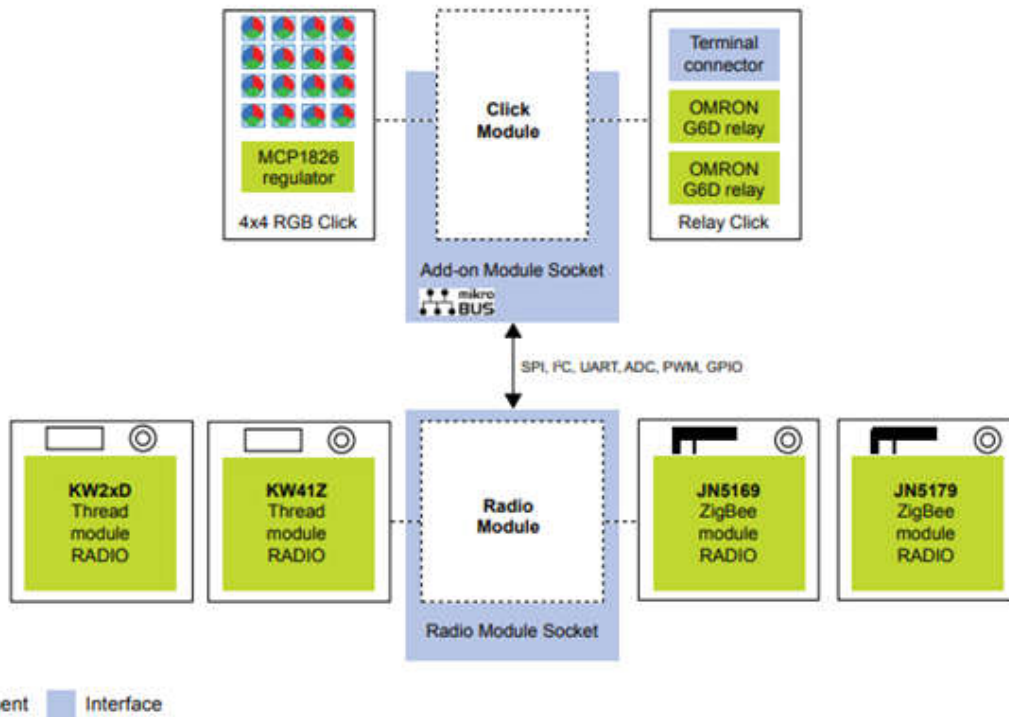 MCP1826
regulator
4x4 RGB Click
Click
Module
Add-on Module Socket
mikro
BUS
Terminal
connector
OMRON
G6D relay
OMRON
G6D relay
Relay Click
SPI, I²C, UART, ADC, PWM, GPIO
KW2xD
Thread
module
RADIO
KW41Z
Thread
module
RADIO
Radio
Module
Radio Module Socket
JN5169
ZigBee
module
RADIO
JN5179
ZigBee
module
RADIO
ent
Interface